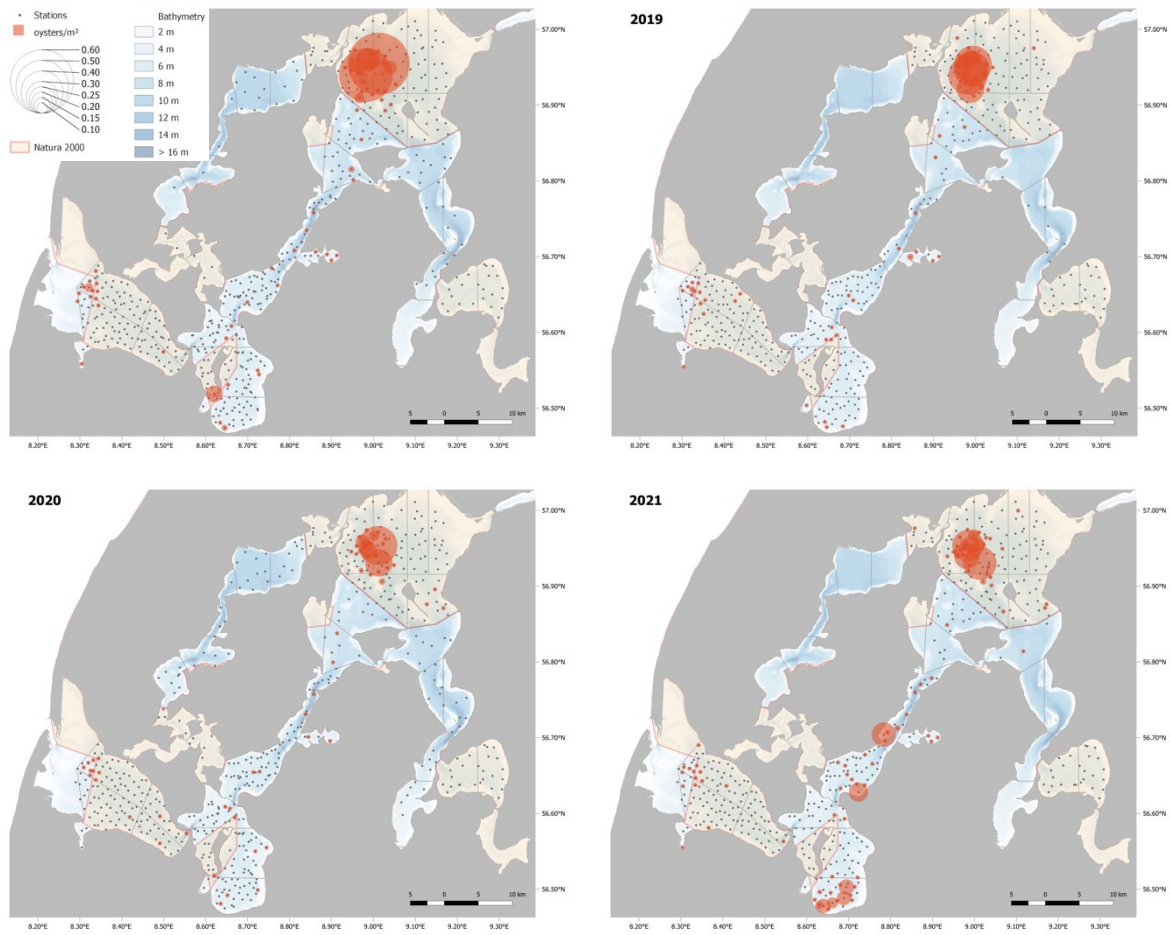 Stations
oysters/m²
0.60
0.50
0.40
0.30
0.25
0.20
0.15
0.10
Natura 2000
Bathymetry
2 m
4 m
6 m
8 m
10 m
12 m
14 m
> 16 m
57.00°N
56.90°N
56.80°N
56.70°N
56.60°N
56.50°N
5 0 5 10 km
8.20°E 8.30°E 8.40°E 8.50°E 8.60°E 8.70°E 8.80°E 8.90°E 9.00°E 9.10°E 9.20°E 9.30°E
2019
57.00°N
56.90°N
56.80°N
56.70°N
56.60°N
56.50°N
5 0 5 10 km
8.20°E 8.30°E 8.40°E 8.50°E 8.60°E 8.70°E 8.80°E 8.90°E 9.00°E 9.10°E 9.20°E 9.30°E
2020
57.00°N
56.90°N
56.80°N
56.70°N
56.60°N
56.50°N
5 0 5 10 km
8.20°E 8.30°E 8.40°E 8.50°E 8.60°E 8.70°E 8.80°E 8.90°E 9.00°E 9.10°E 9.20°E 9.30°E
2021
57.00°N
56.90°N
56.80°N
56.70°N
56.60°N
56.50°N
5 0 5 10 km
8.20°E 8.30°E 8.40°E 8.50°E 8.60°E 8.70°E 8.80°E 8.90°E 9.00°E 9.10°E 9.20°E 9.30°E